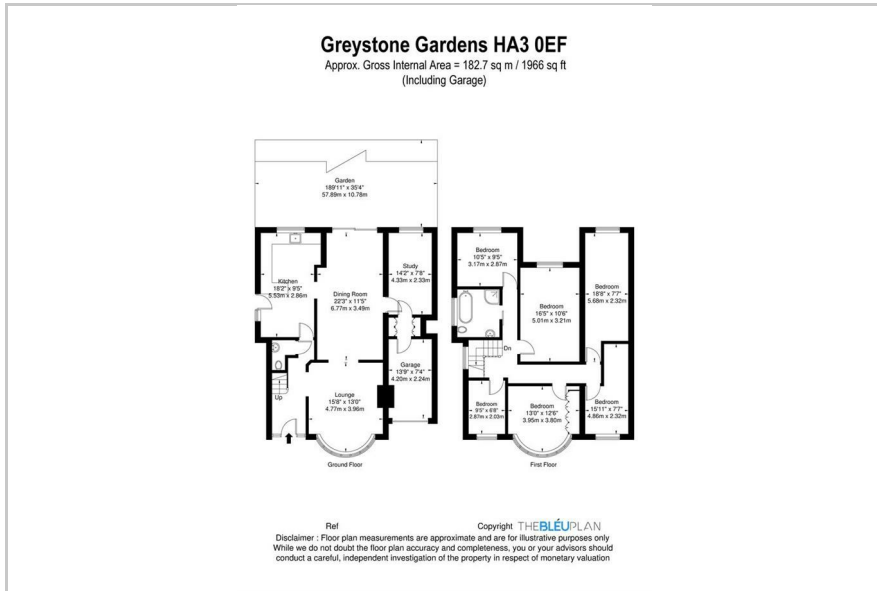 Greystone Gardens HA3 0EF
Approx. Gross Internal Area = 182.7 sq m / 1966 sq ft
(Including Garage)
Garden
189'11" x 35'4"
57.89m x 10.78m
Kitchen
18'2" x 9'5"
5.53m x 2.86m
Dining Room
22'3" x 11'5"
6.77m x 3.49m
Study
14'2" x 7'8"
4.33m x 2.33m
Garage
13'9" x 7'4"
4.20m x 2.24m
Lounge
15'8" x 13'0"
4.77m x 3.96m
Up
Ground Floor
Bedroom
10'5" x 9'5"
3.17m x 2.87m
Bedroom
16'5" x 10'6"
5.01m x 3.21m
Bedroom
18'8" x 7'7"
5.68m x 2.32m
Dn
Bedroom
9'5" x 6'8"
2.87m x 2.03m
Bedroom
13'0" x 12'6"
3.95m x 3.80m
Bedroom
15'11" x 7'7"
4.86m x 2.32m
First Floor
Ref
Copyright THEBLÉUPLAN
Disclaimer : Floor plan measurements are approximate and are for illustrative purposes only
While we do not doubt the floor plan accuracy and completeness, you or your advisors should
conduct a careful, independent investigation of the property in respect of monetary valuation